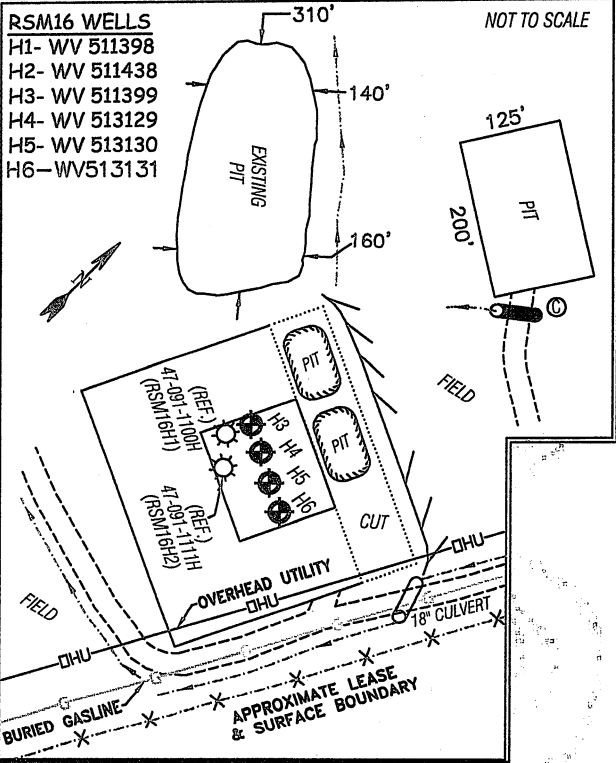 RSM16 WELLS
H1- WV 511398
H2- WV 511438
H3- WV 511399
H4- WV 513129
H5- WV 513130
H6-WV513131
NOT TO SCALE
310'
140'
160'
EXISTING
PIT
125'
200'
PIT
N
C
FIELD
PIT
PIT
CUT
(REF.)
47-091-1100H
(RSM16H1)
H3
H4
H5
H6
(REF.)
47-091-1111H
(RSM16H2)
FIELD
OVERHEAD UTILITY
OHU
OHU
OHU
18" CULVERT
BURIED GASLINE
G
G
G
G
G
APPROXIMATE LEASE
& SURFACE BOUNDARY